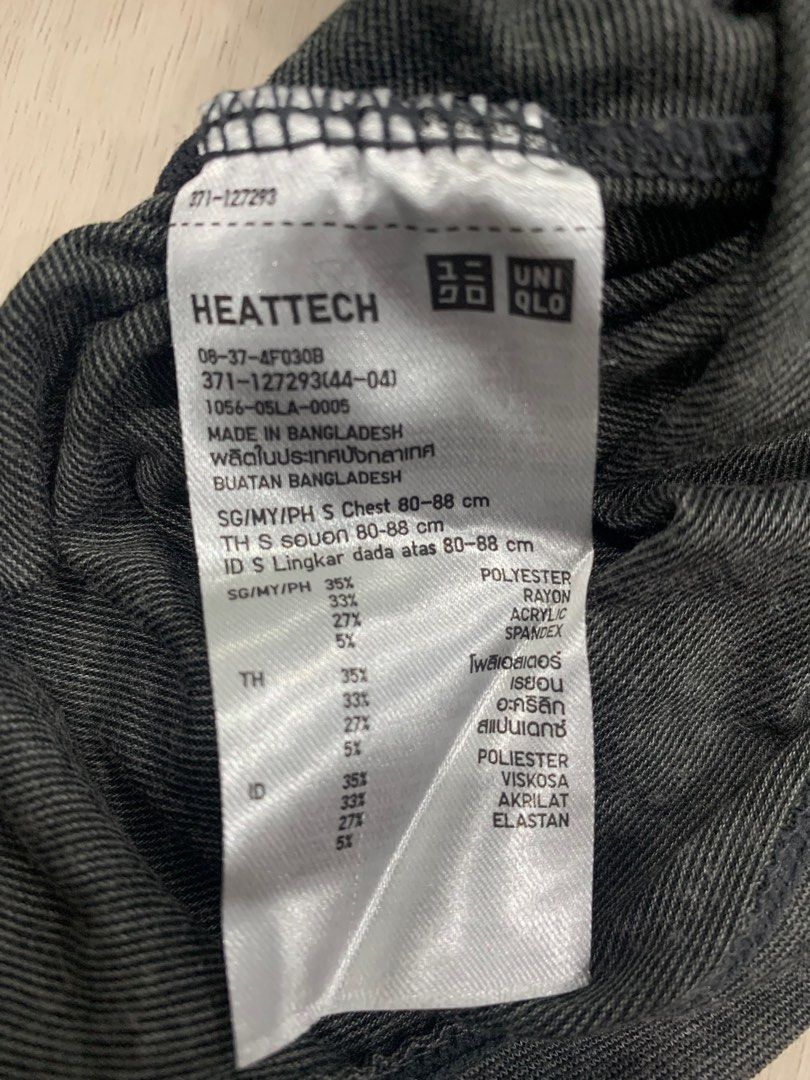 371-127293
ユニ
クロ
UNI
QLO
HEATTECH
08-37-4F030B
371-127293(44-04)
1056-05LA-0005
MADE IN BANGLADESH
ผลิตในประเทศบังกลาเทศ
BUATAN BANGLADESH
SG/MY/PH S Chest 80-88 cm
TH S รอบอก 80-88 cm
ID S Lingkar dada atas 80-88 cm
SG/MY/PH 35% POLYESTER
33% RAYON
27% ACRYLIC
5% SPANDEX
TH 35% โพลิเอสเตอร์
33% เรยอน
27% อะคริลิก
5% สแปนเดกซ์
ID 35% POLIESTER
33% VISKOSA
27% AKRILAT
5% ELASTAN